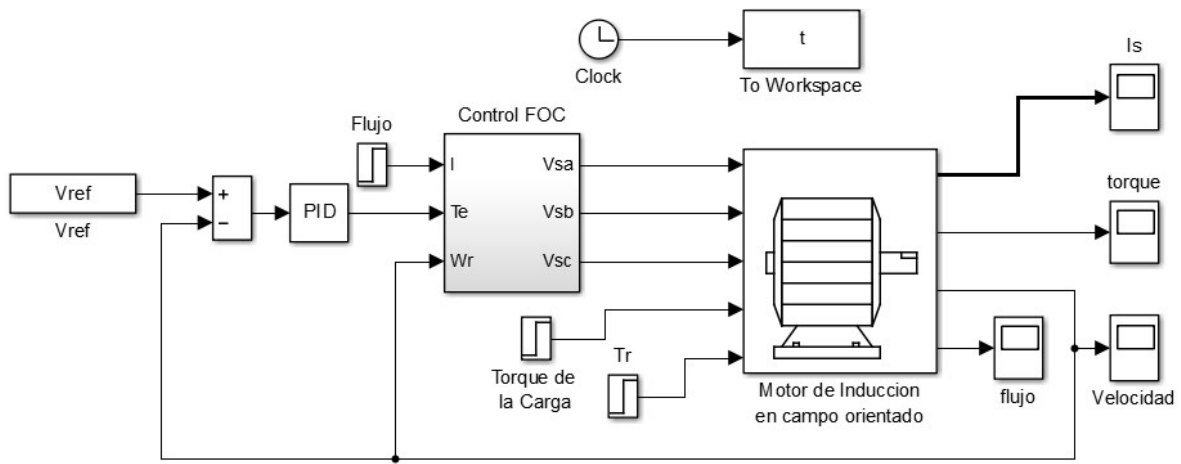 t
Clock
To Workspace
Is
Control FOC
Flujo
I
Vsa
Vref
+
−
PID
Te
Vsb
torque
Vref
Wr
Vsc
Torque de
la Carga
Tr
Motor de Induccion
en campo orientado
flujo
Velocidad